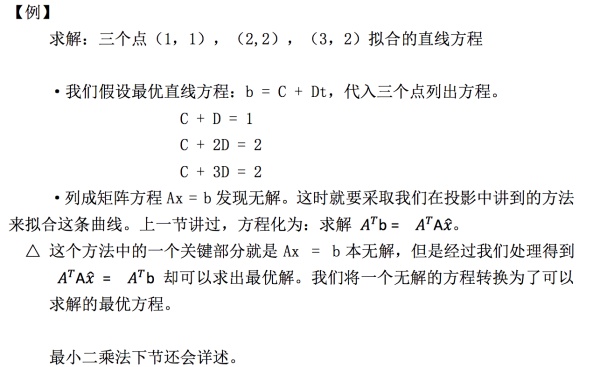 【例】
求解：三个点（1，1），（2,2），（3，2）拟合的直线方程
·我们假设最优直线方程：b = C + Dt，代入三个点列出方程。
C + D = 1
C + 2D = 2
C + 3D = 2
·列成矩阵方程 Ax = b 发现无解。这时就要采取我们在投影中讲到的方法
来拟合这条曲线。上一节讲过，方程化为：求解 Aᵀb = AᵀAx̂。
△ 这个方法中的一个关键部分就是 Ax = b 本无解，但是经过我们处理得到
AᵀAx̂ = Aᵀb 却可以求出最优解。我们将一个无解的方程转换为了可以
求解的最优方程。
最小二乘法下节还会详述。